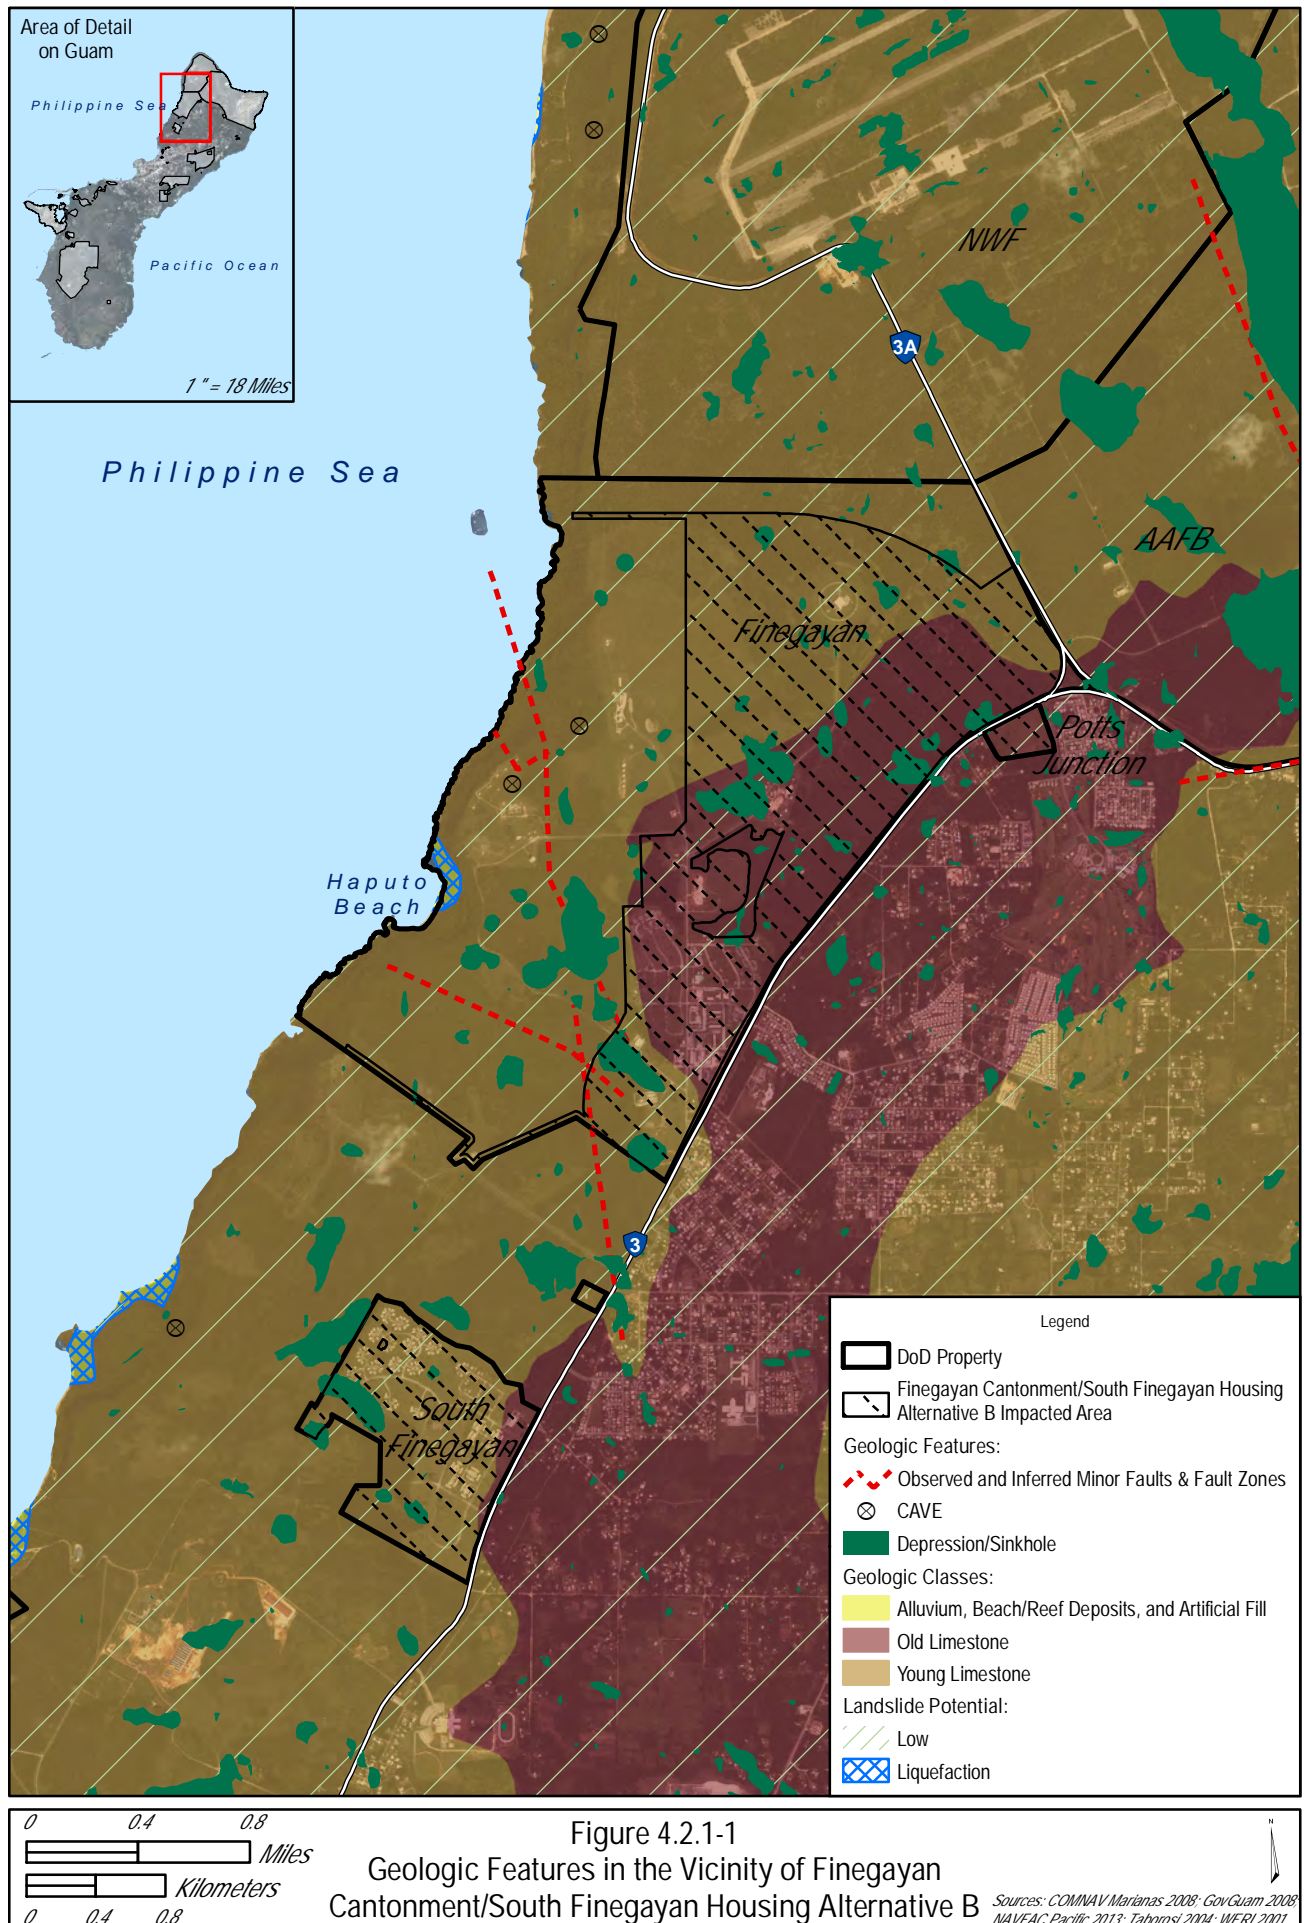 Area of Detail
on Guam
Philippine Sea
Pacific Ocean
1 " = 18 Miles
NWF
3A
Philippine Sea
AAFB
Finegayan
Potts
Junction
Haputo
Beach
3
South
Finegayan
Legend
DoD Property
Finegayan Cantonment/South Finegayan Housing
Alternative B Impacted Area
Geologic Features:
Observed and Inferred Minor Faults & Fault Zones
CAVE
Depression/Sinkhole
Geologic Classes:
Alluvium, Beach/Reef Deposits, and Artificial Fill
Old Limestone
Young Limestone
Landslide Potential:
Low
Liquefaction
0 0.4 0.8
Miles
Kilometers
0 0.4 0.8
Figure 4.2.1-1
Geologic Features in the Vicinity of Finegayan
Cantonment/South Finegayan Housing Alternative B
N
Sources: COMNAV Marianas 2008; GovGuam 2008;
NAVFAC Pacific 2013; Taborosi 2004; WERI 2001